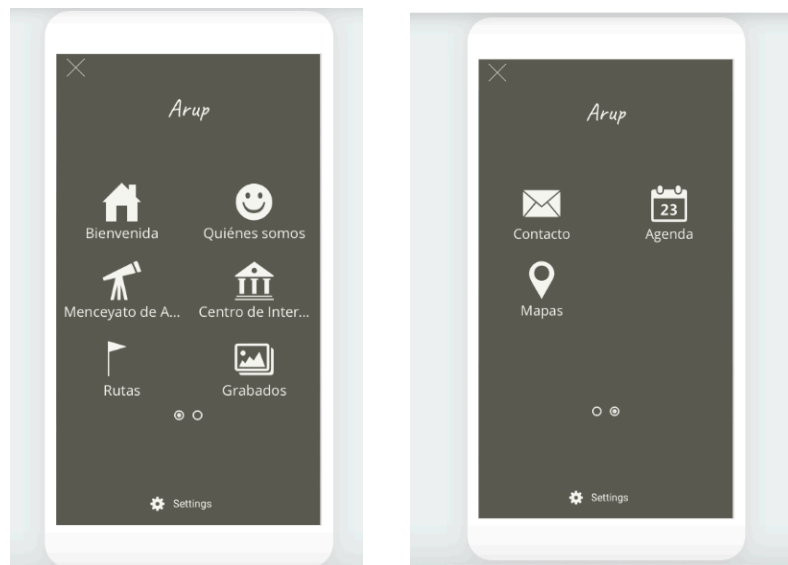 Arup
Bienvenida
Quiénes somos
Menceyato de A...
Centro de Inter...
Rutas
Grabados
Settings
Arup
Contacto
23
Agenda
Mapas
Settings